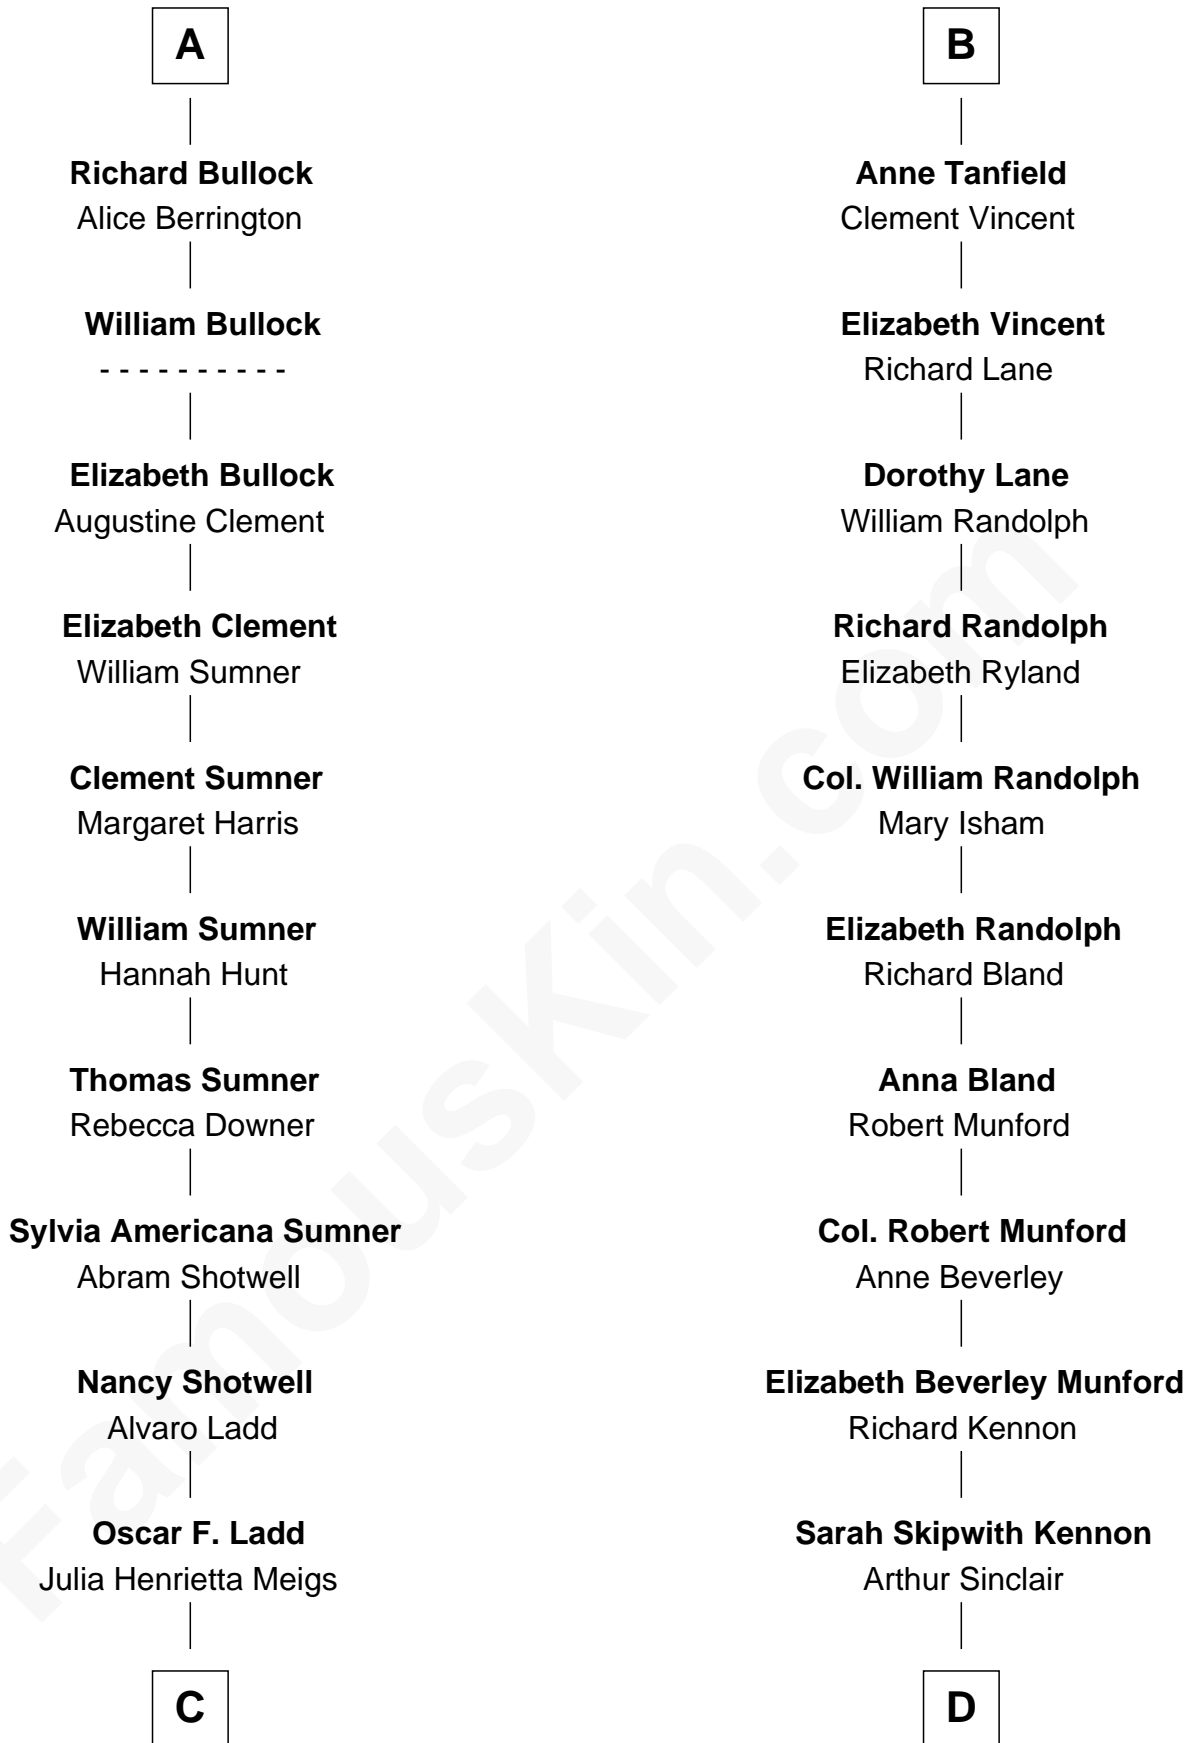 A
Richard Bullock
Alice Berrington
William Bullock
- - - - - - - - - -
Elizabeth Bullock
Augustine Clement
Elizabeth Clement
William Sumner
Clement Sumner
Margaret Harris
William Sumner
Hannah Hunt
Thomas Sumner
Rebecca Downer
Sylvia Americana Sumner
Abram Shotwell
Nancy Shotwell
Alvaro Ladd
Oscar F. Ladd
Julia Henrietta Meigs
C
B
Anne Tanfield
Clement Vincent
Elizabeth Vincent
Richard Lane
Dorothy Lane
William Randolph
Richard Randolph
Elizabeth Ryland
Col. William Randolph
Mary Isham
Elizabeth Randolph
Richard Bland
Anna Bland
Robert Munford
Col. Robert Munford
Anne Beverley
Elizabeth Beverley Munford
Richard Kennon
Sarah Skipwith Kennon
Arthur Sinclair
D
FamousKin.com